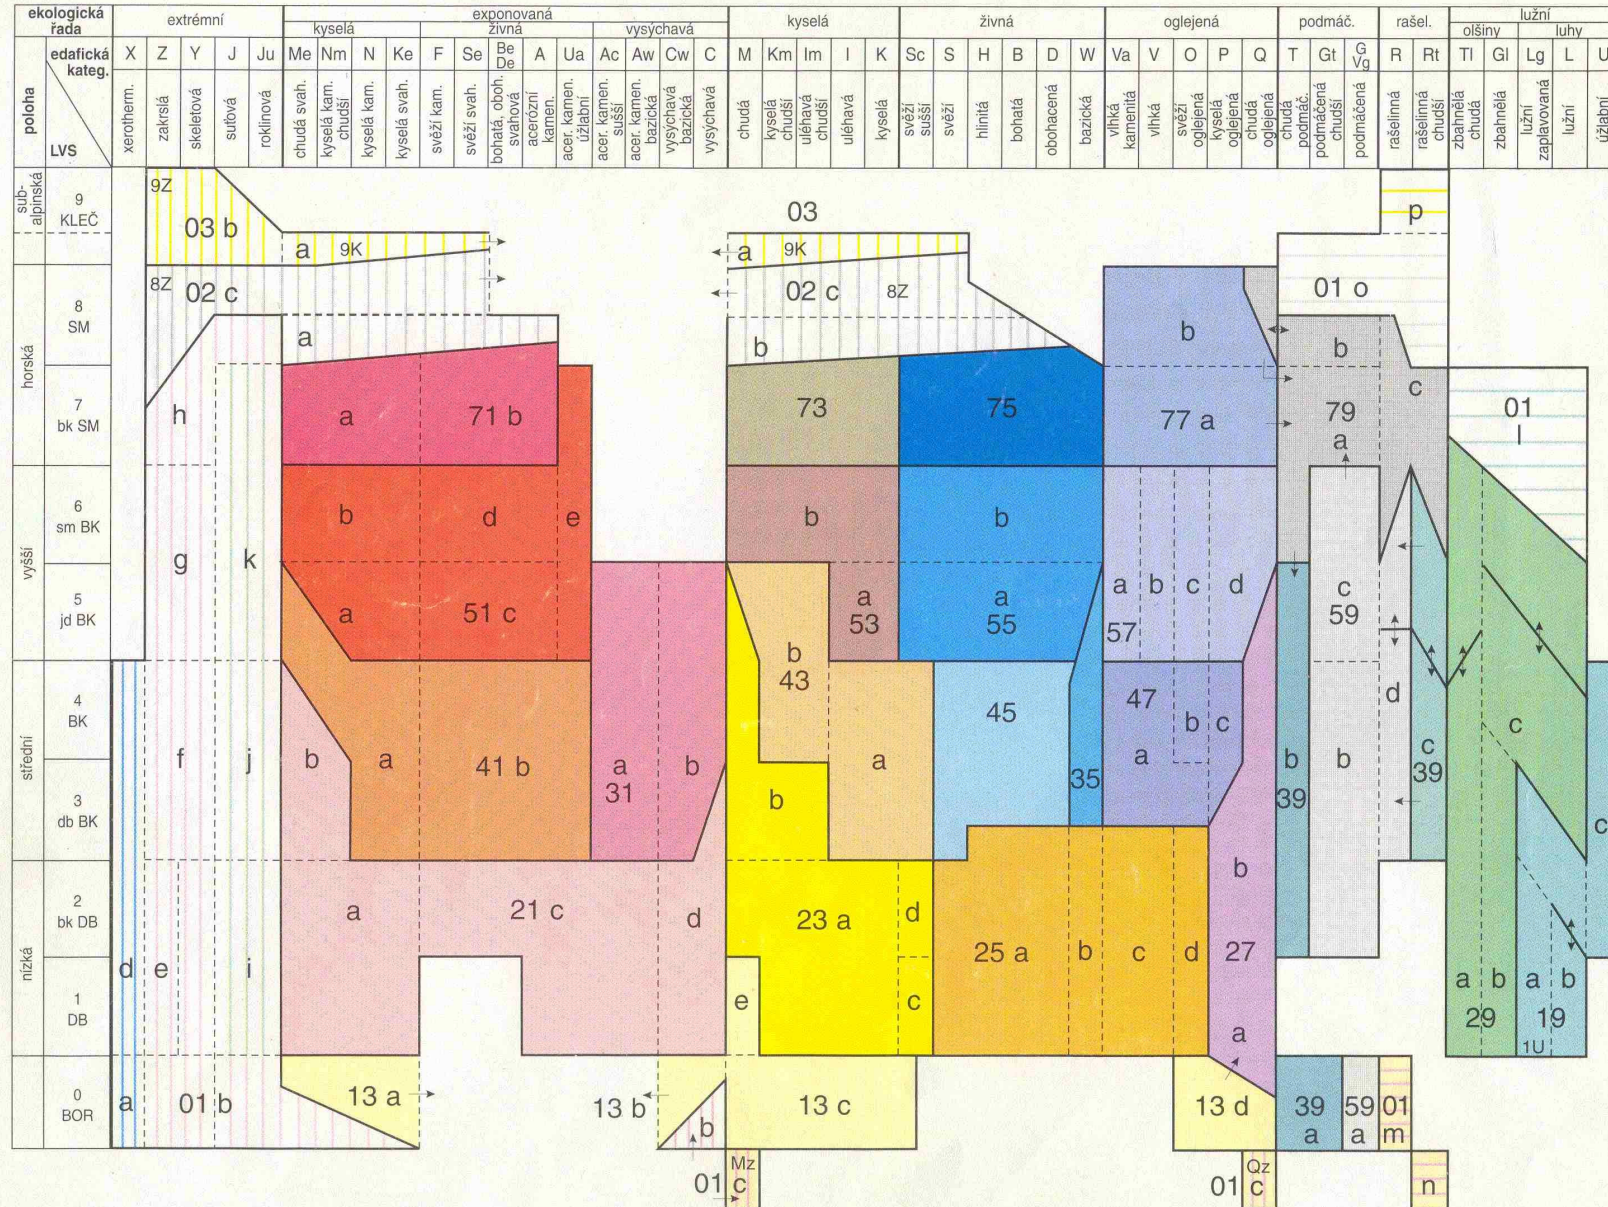 ekologická řada
extrémní
exponovaná
kyselá
živná
oglejená
podmáč.
rašel.
lužní
kyselá
živná
vysýchavá
olšiny
luhy
edafická kateg.
X Z Y J Ju Me Nm N Ke F Se Be De A Ua Ac Aw Cw C M Km Im I K Sc S H B D W Va V O P Q T Gt G Vg R Rt Tl Gl Lg L U
poloha
LVS
xerotherm.
zakrslá
skeletová
suťová
roklinová
chudá svah.
kyselá kam. chudší
kyselá kam.
kyselá svah.
svěží kam.
svěží svah.
bohatá, oboh. svahová
acerózní kamen.
acer. kamen. úžlabní
acer. kamen. sušší
acer. kamen. bazická
vysýchavá bazická
vysýchavá
chudá
kyselá chudší
uléhavá chudší
uléhavá
kyselá
svěží sušší
svěží
hlinitá
bohatá
obohacená
bazická
vlhká kamenitá
vlhká
svěží oglejená
kyselá oglejená
chudá oglejená
chudá podmáč.
podmáčená chudší
podmáčená
rašelinná
rašelinná chudší
zbahnělá chudá
zbahnělá
lužní zaplavovaná
lužní
úžlabní
sub-alpinská
9 KLEČ
9Z
03 b
a 9K
03
a 9K
p
horská
8 SM
8Z 02 c
a
02 c 8Z
b
b
01 o
b
7 bk SM
h
a
71 b
73
75
77 a
79 a
c
01 l
vyšší
6 sm BK
g
k
b
d
e
b
b
5 jd BK
a
51 c
a 53
a 55
a b c d
57
c 59
střední
4 BK
b 43
45
47
b c
d
c
3 db BK
f
j
b
a
41 b
a 31
b
b
a
35
a
b 39
b
c 39
c
nízká
2 bk DB
a
21 c
d
23 a
d
b
1 DB
d
e
i
e
c
25 a
b
c
d
27
a
a b
29
a b
19
1U
0 BOR
a
01 b
13 a
13 b
b
13 c
13 d
39 a
59 a
01 m
01
Mz c
01
Qz c
n